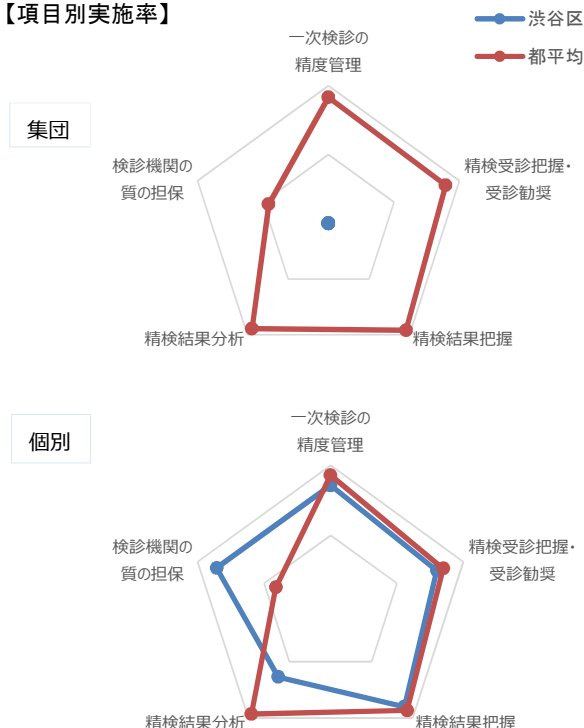 【項目別実施率】
渋谷区
都平均
集団
一次検診の
精度管理
精検受診把握・
受診勧奨
精検結果把握
精検結果分析
検診機関の
質の担保
個別
一次検診の
精度管理
精検受診把握・
受診勧奨
精検結果把握
精検結果分析
検診機関の
質の担保